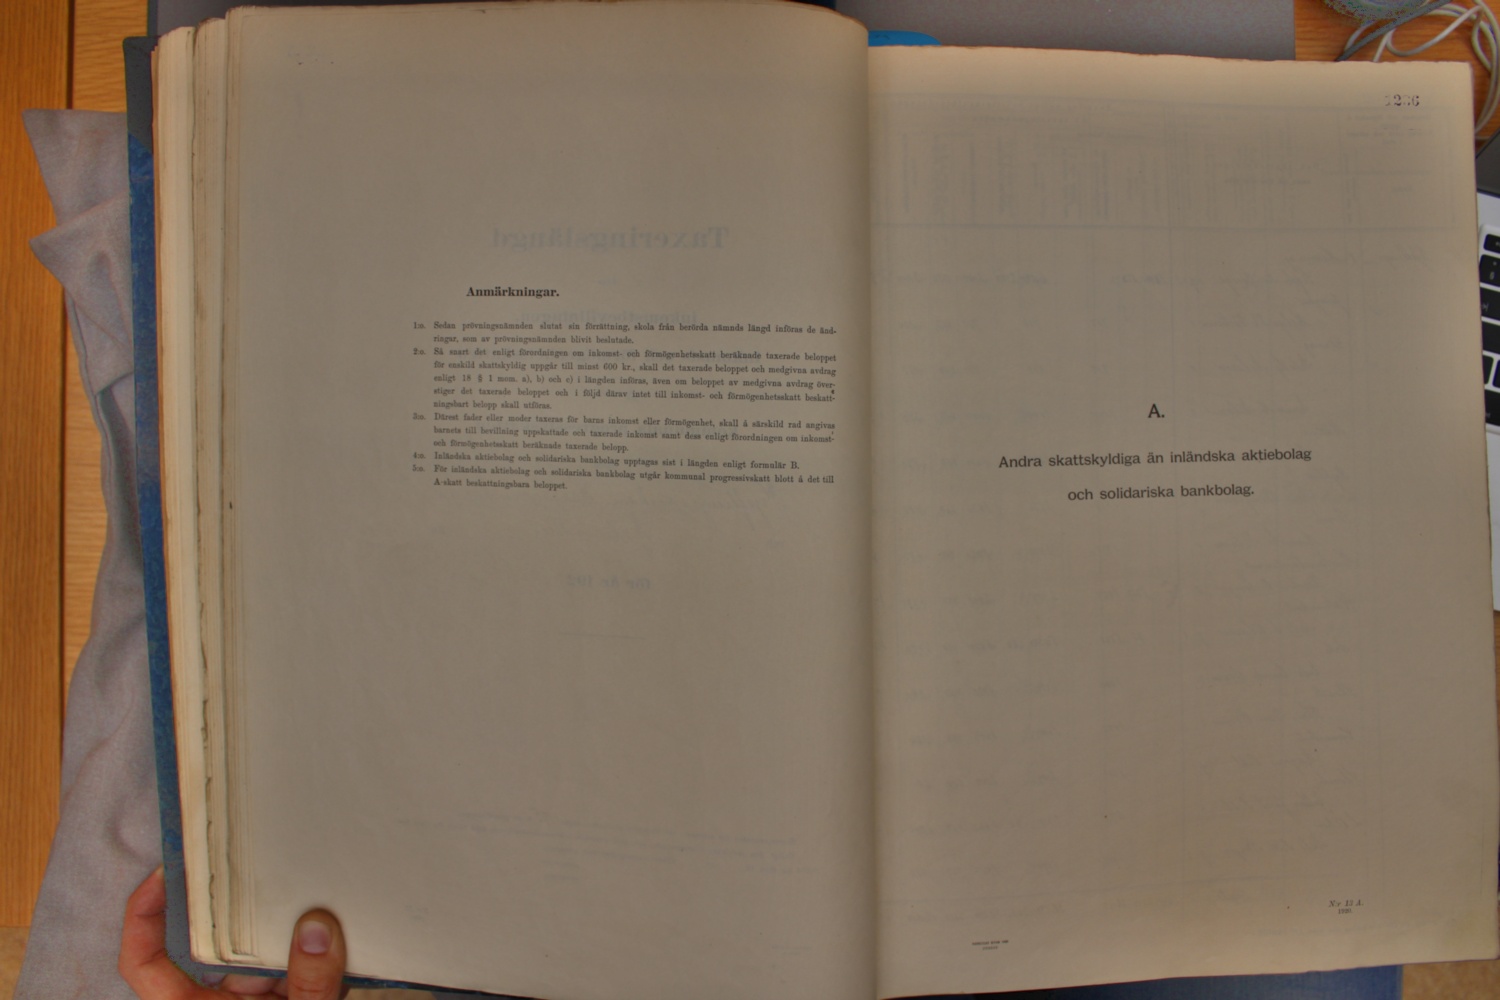 Anmärkningar.
1:o. Sedan prövningsnämnden slutat sin förrättning, skola från berörda nämnds längd införas de änd-
ringar, som av prövningsnämnden blivit beslutade.
2:o. Så snart det enligt förordningen om inkomst- och förmögenhetsskatt beräknade taxerade beloppet
för enskild skattskyldig uppgår till minst 600 kr., skall det taxerade beloppet och medgivna avdrag
enligt 18 § 1 mom. a), b) och c) i längden införas, även om beloppet av medgivna avdrag över-
stiger det taxerade beloppet och i följd därav intet till inkomst- och förmögenhetsskatt beskatt-
ningsbart belopp skall utföras.
3:o. Därest fader eller moder taxeras för barns inkomst eller förmögenhet, skall å särskild rad angivas
barnets till bevillning uppskattade och taxerade inkomst samt dess enligt förordningen om inkomst-
och förmögenhetsskatt beräknade taxerade belopp.
4:o. Inländska aktiebolag och solidariska bankbolag upptagas sist i längden enligt formulär B.
5:o. För inländska aktiebolag och solidariska bankbolag utgår kommunal progressivskatt blott å det till
A-skatt beskattningsbara beloppet.
A.
Andra skattskyldiga än inländska aktiebolag
och solidariska bankbolag.
N:r 13 A.
1920.